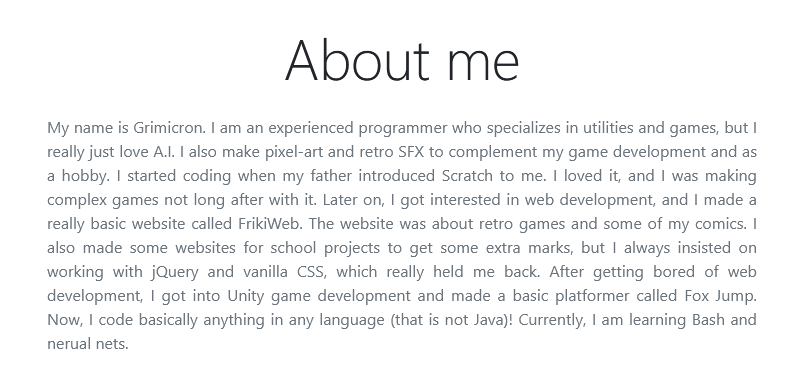 About me
My name is Grimicron. I am an experienced programmer who specializes in utilities and games, but I
really just love A.I. I also make pixel-art and retro SFX to complement my game development and as
a hobby. I started coding when my father introduced Scratch to me. I loved it, and I was making
complex games not long after with it. Later on, I got interested in web development, and I made a
really basic website called FrikiWeb. The website was about retro games and some of my comics. I
also made some websites for school projects to get some extra marks, but I always insisted on
working with jQuery and vanilla CSS, which really held me back. After getting bored of web
development, I got into Unity game development and made a basic platformer called Fox Jump.
Now, I code basically anything in any language (that is not Java)! Currently, I am learning Bash and
nerual nets.